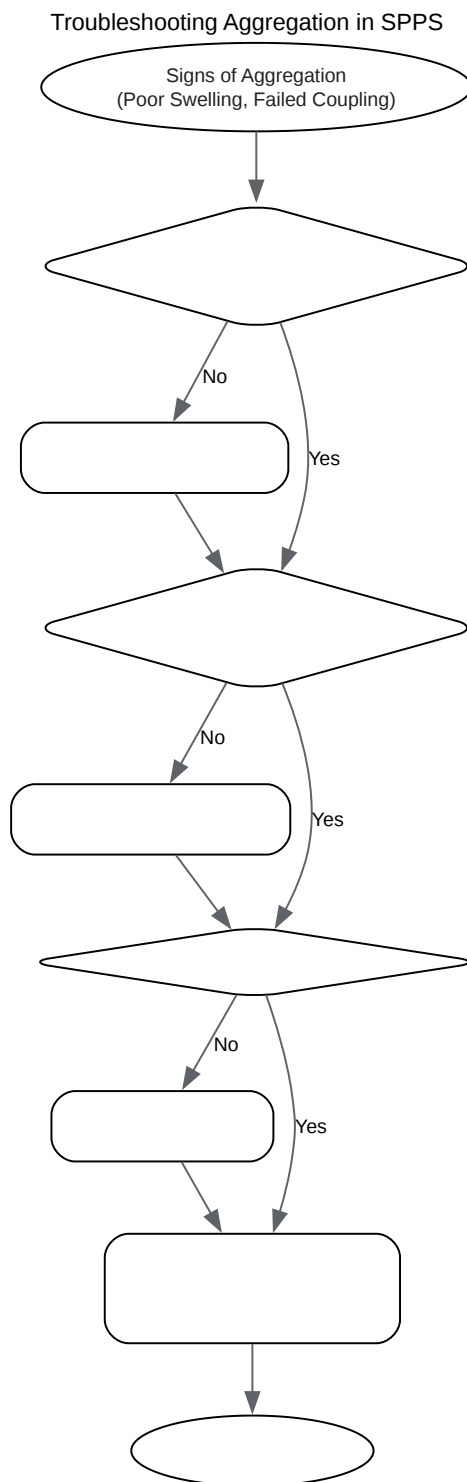 Troubleshooting Aggregation in SPPS
Signs of Aggregation
(Poor Swelling, Failed Coupling)
No
Yes
No
Yes
No
Yes